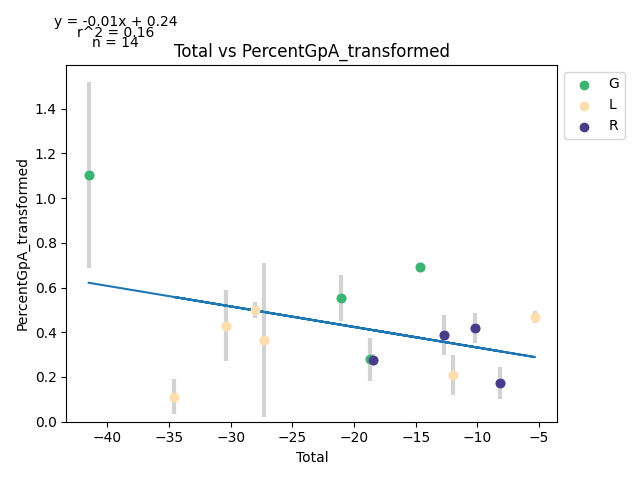 y = -0.01x + 0.24
r^2 = 0.16
n = 14
Total vs PercentGpA_transformed
G
L
R
PercentGpA_transformed
1.4
1.2
1.0
0.8
0.6
0.4
0.2
0.0
−40
−35
−30
−25
−20
−15
−10
−5
Total